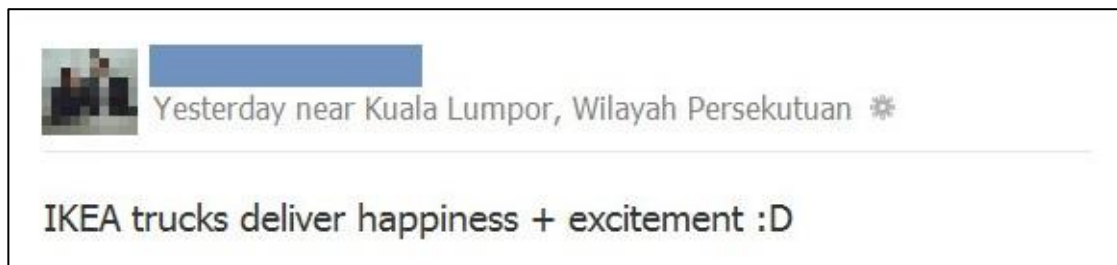 Yesterday near Kuala Lumpor, Wilayah Persekutuan
IKEA trucks deliver happiness + excitement :D